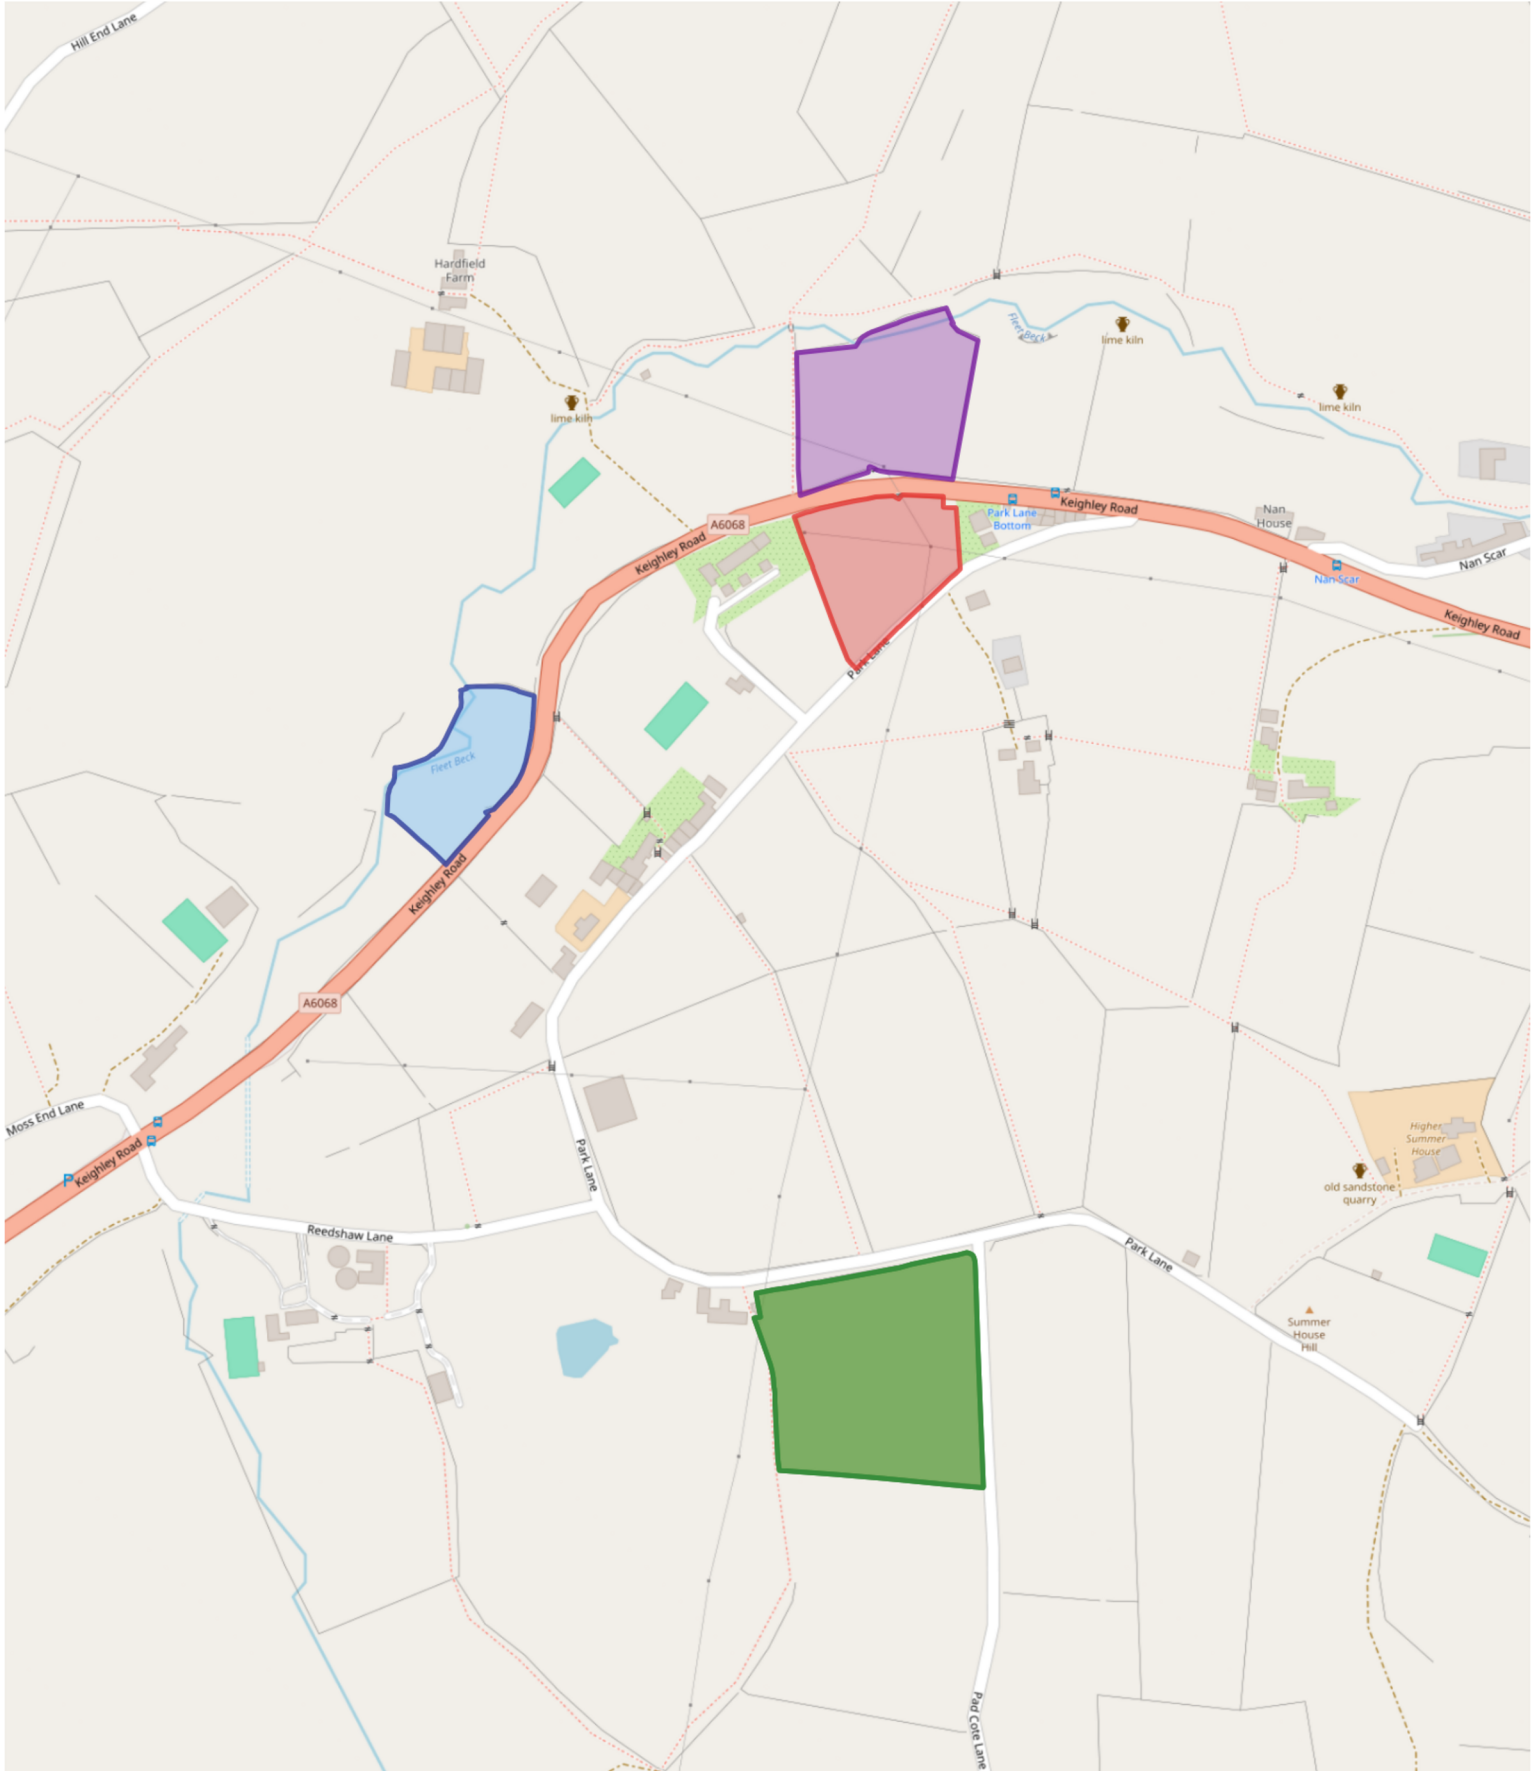 Hill End Lane
Hardfield
Farm
Fleet Beck
lime kiln
lime kiln
lime kiln
Keighley Road
Park Lane
Bottom
Nan
House
A6068
Keighley Road
Nan Scar
Nan Scar
Keighley Road
Park Lane
Fleet Beck
Keighley Road
A6068
Moss End Lane
Higher
Summer
House
P
Keighley Road
Park Lane
old sandstone
quarry
Reedshaw Lane
Park Lane
Summer
House
Hill
Pad Cote Lane